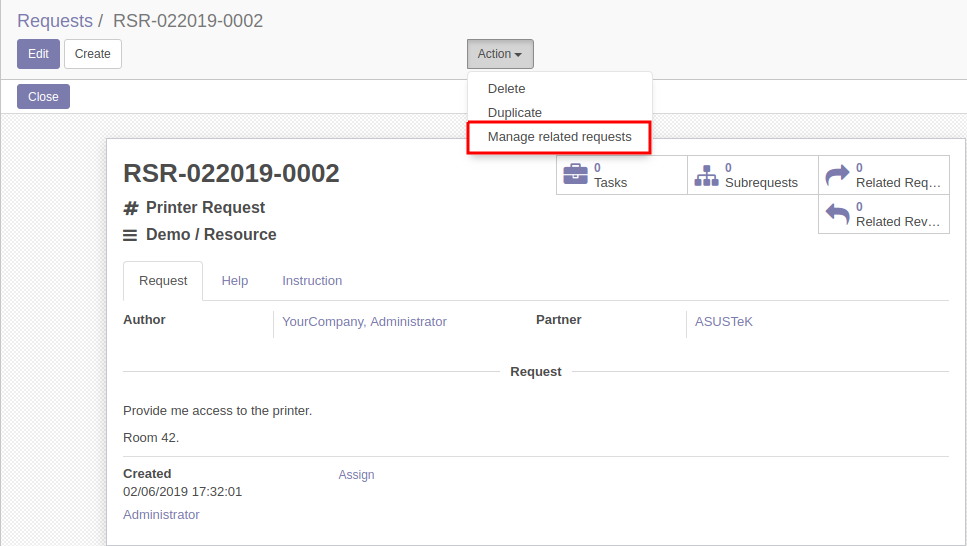 Requests / RSR-022019-0002
Edit Create Action
Close
Delete
Duplicate
Manage related requests
RSR-022019-0002
# Printer Request
Demo / Resource
0
Tasks
0
Subrequests
0
Related Req...
0
Related Rev...
Request Help Instruction
Author YourCompany, Administrator Partner ASUSTeK
Request
Provide me access to the printer.
Room 42.
Created Assign
02/06/2019 17:32:01
Administrator